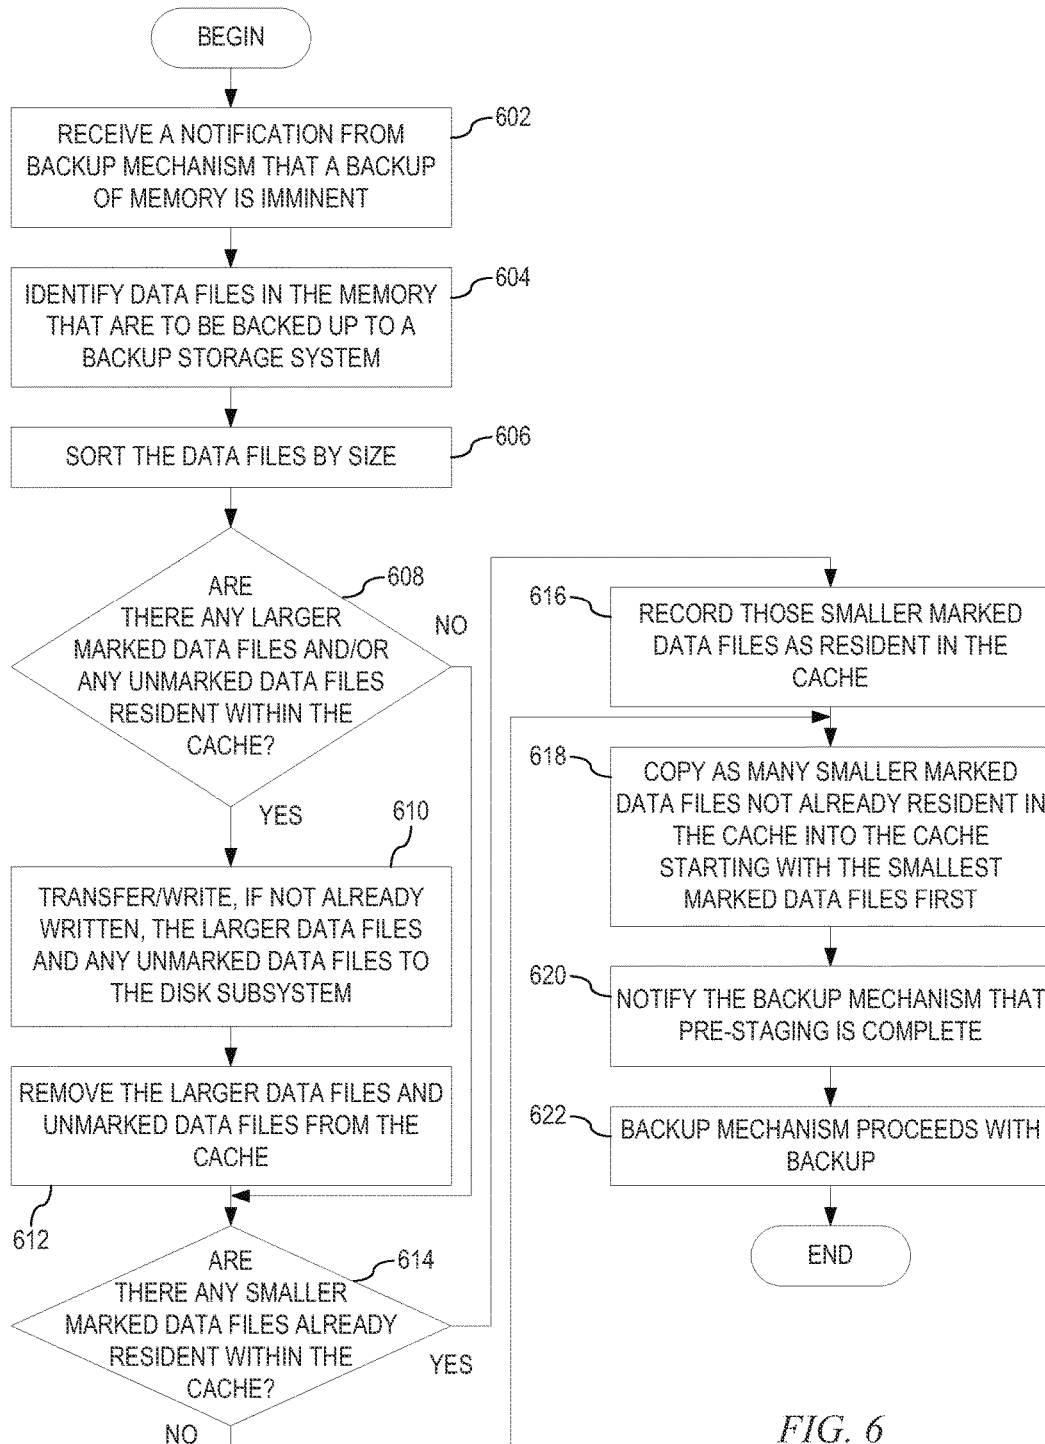 BEGIN
602
RECEIVE A NOTIFICATION FROM
BACKUP MECHANISM THAT A BACKUP
OF MEMORY IS IMMINENT
604
IDENTIFY DATA FILES IN THE MEMORY
THAT ARE TO BE BACKED UP TO A
BACKUP STORAGE SYSTEM
606
SORT THE DATA FILES BY SIZE
608
ARE
THERE ANY LARGER
MARKED DATA FILES AND/OR
ANY UNMARKED DATA FILES
RESIDENT WITHIN THE
CACHE?
NO
YES
610
TRANSFER/WRITE, IF NOT ALREADY
WRITTEN, THE LARGER DATA FILES
AND ANY UNMARKED DATA FILES TO
THE DISK SUBSYSTEM
REMOVE THE LARGER DATA FILES AND
UNMARKED DATA FILES FROM THE
CACHE
612
614
ARE
THERE ANY SMALLER
MARKED DATA FILES ALREADY
RESIDENT WITHIN THE
CACHE?
YES
NO
616
RECORD THOSE SMALLER MARKED
DATA FILES AS RESIDENT IN THE
CACHE
618
COPY AS MANY SMALLER MARKED
DATA FILES NOT ALREADY RESIDENT IN
THE CACHE INTO THE CACHE
STARTING WITH THE SMALLEST
MARKED DATA FILES FIRST
620
NOTIFY THE BACKUP MECHANISM THAT
PRE-STAGING IS COMPLETE
622
BACKUP MECHANISM PROCEEDS WITH
BACKUP
END
FIG. 6